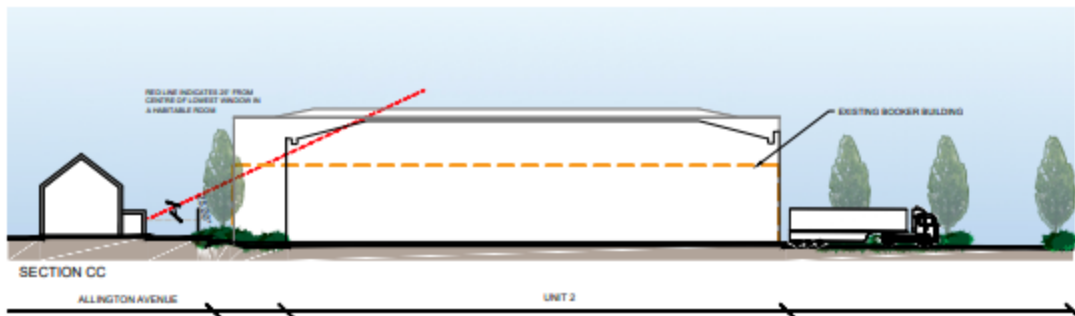 RED LINE INDICATES 25° FROM
CENTRE OF LOWEST WINDOW IN
A HABITABLE ROOM
EXISTING BOOKER BUILDING
SECTION CC
ALLINGTON AVENUE
UNIT 2